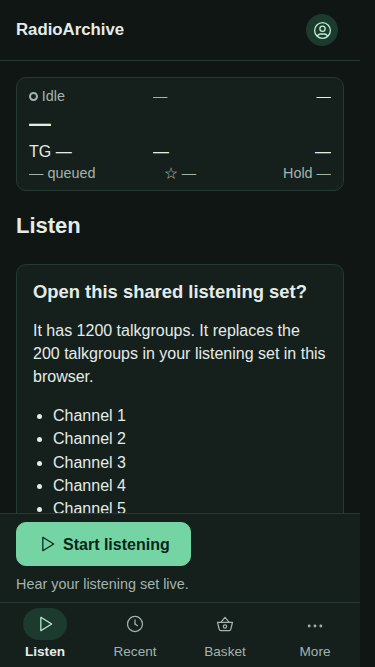 RadioArchive
Idle — —
—
TG — — —
— queued ☆ — Hold —
Listen
Open this shared listening set?
It has 1200 talkgroups. It replaces the
200 talkgroups in your listening set in this
browser.
• Channel 1
• Channel 2
• Channel 3
• Channel 4
• Channel 5
Start listening
Hear your listening set live.
Listen Recent Basket More